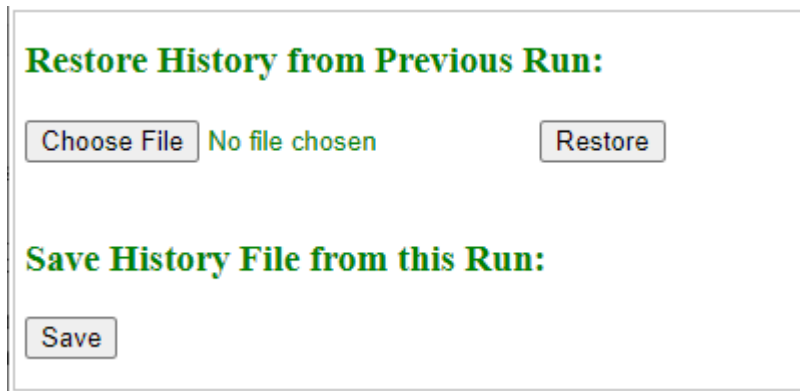 Restore History from Previous Run:
Choose File No file chosen Restore
Save History File from this Run:
Save